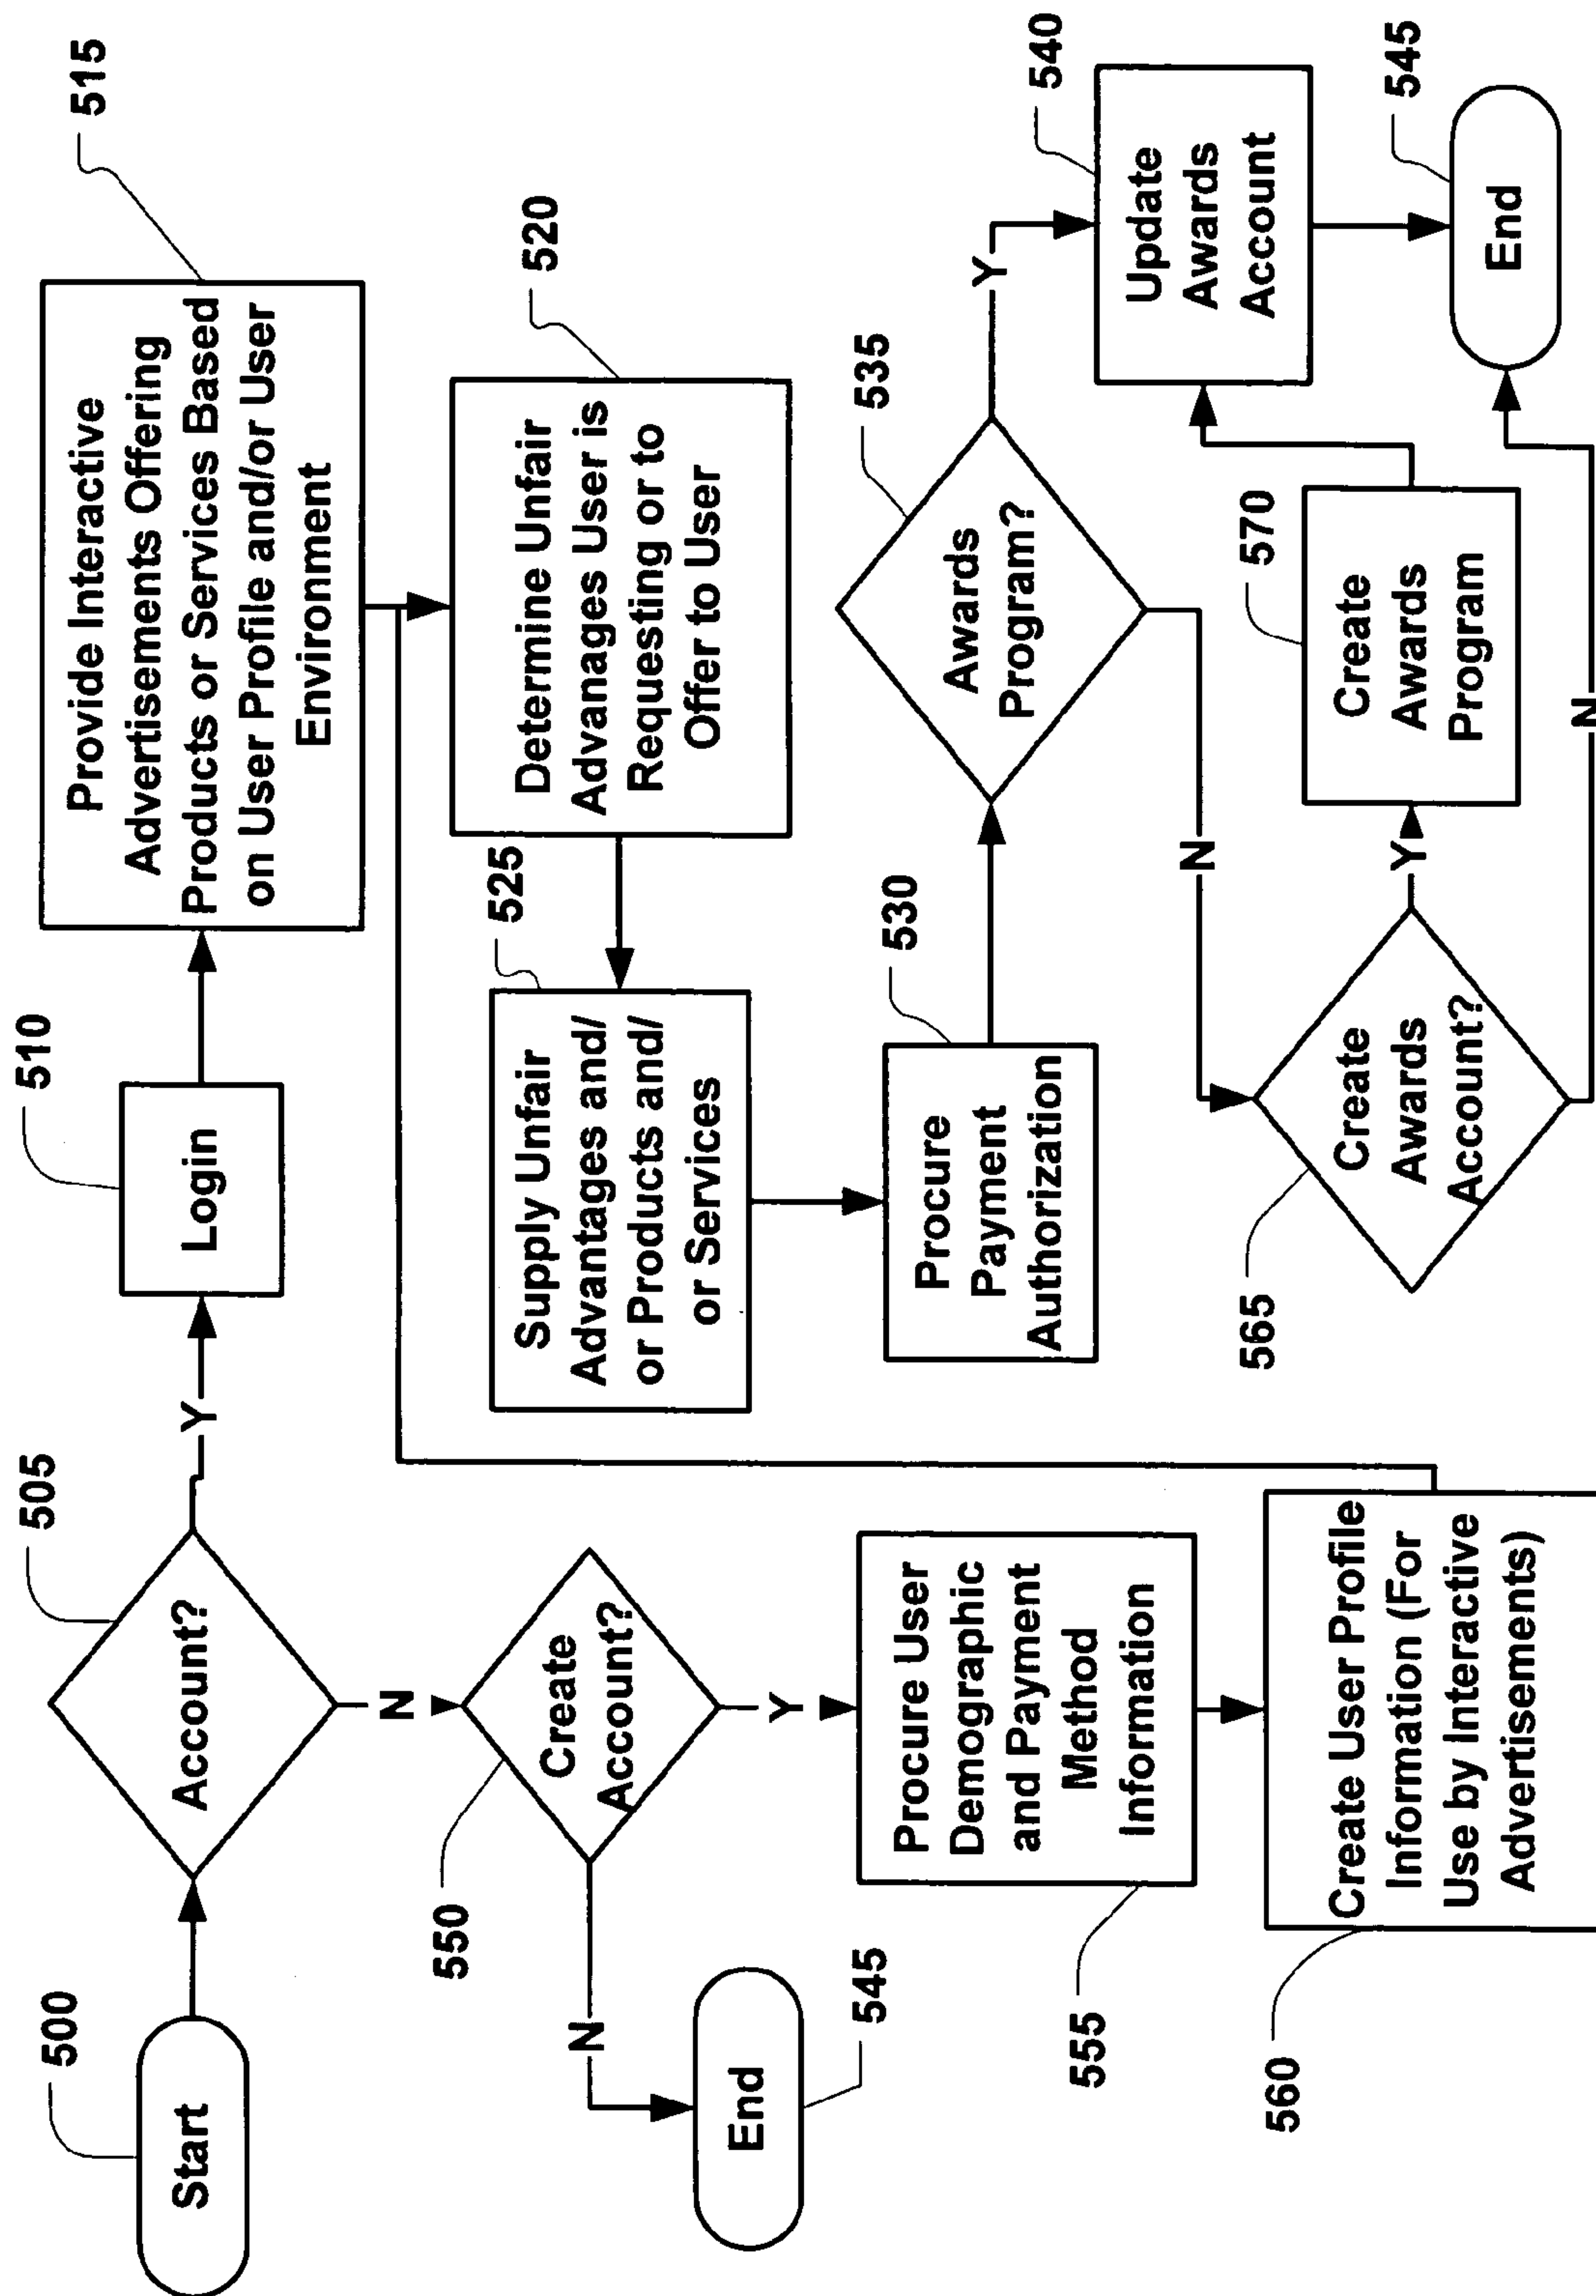 500
Start
505
Account?
Y
510
Login
515
Provide Interactive
Advertisements Offering
Products or Services Based
on User Profile and/or User
Environment
520
Determine Unfair
Advanages User is
Requesting or to
Offer to User
525
Supply Unfair
Advantages and/
or Products and/
or Services
530
Procure
Payment
Authorization
535
Awards
Program?
Y
540
Update
Awards
Account
545
End
N
565
Create
Awards
Account?
Y
570
Create
Awards
Program
N
N
550
Create
Account?
N
End
545
Y
555
Procure User
Demographic
and Payment
Method
Information
560
Create User Profile
Information (For
Use by Interactive
Advertisements)